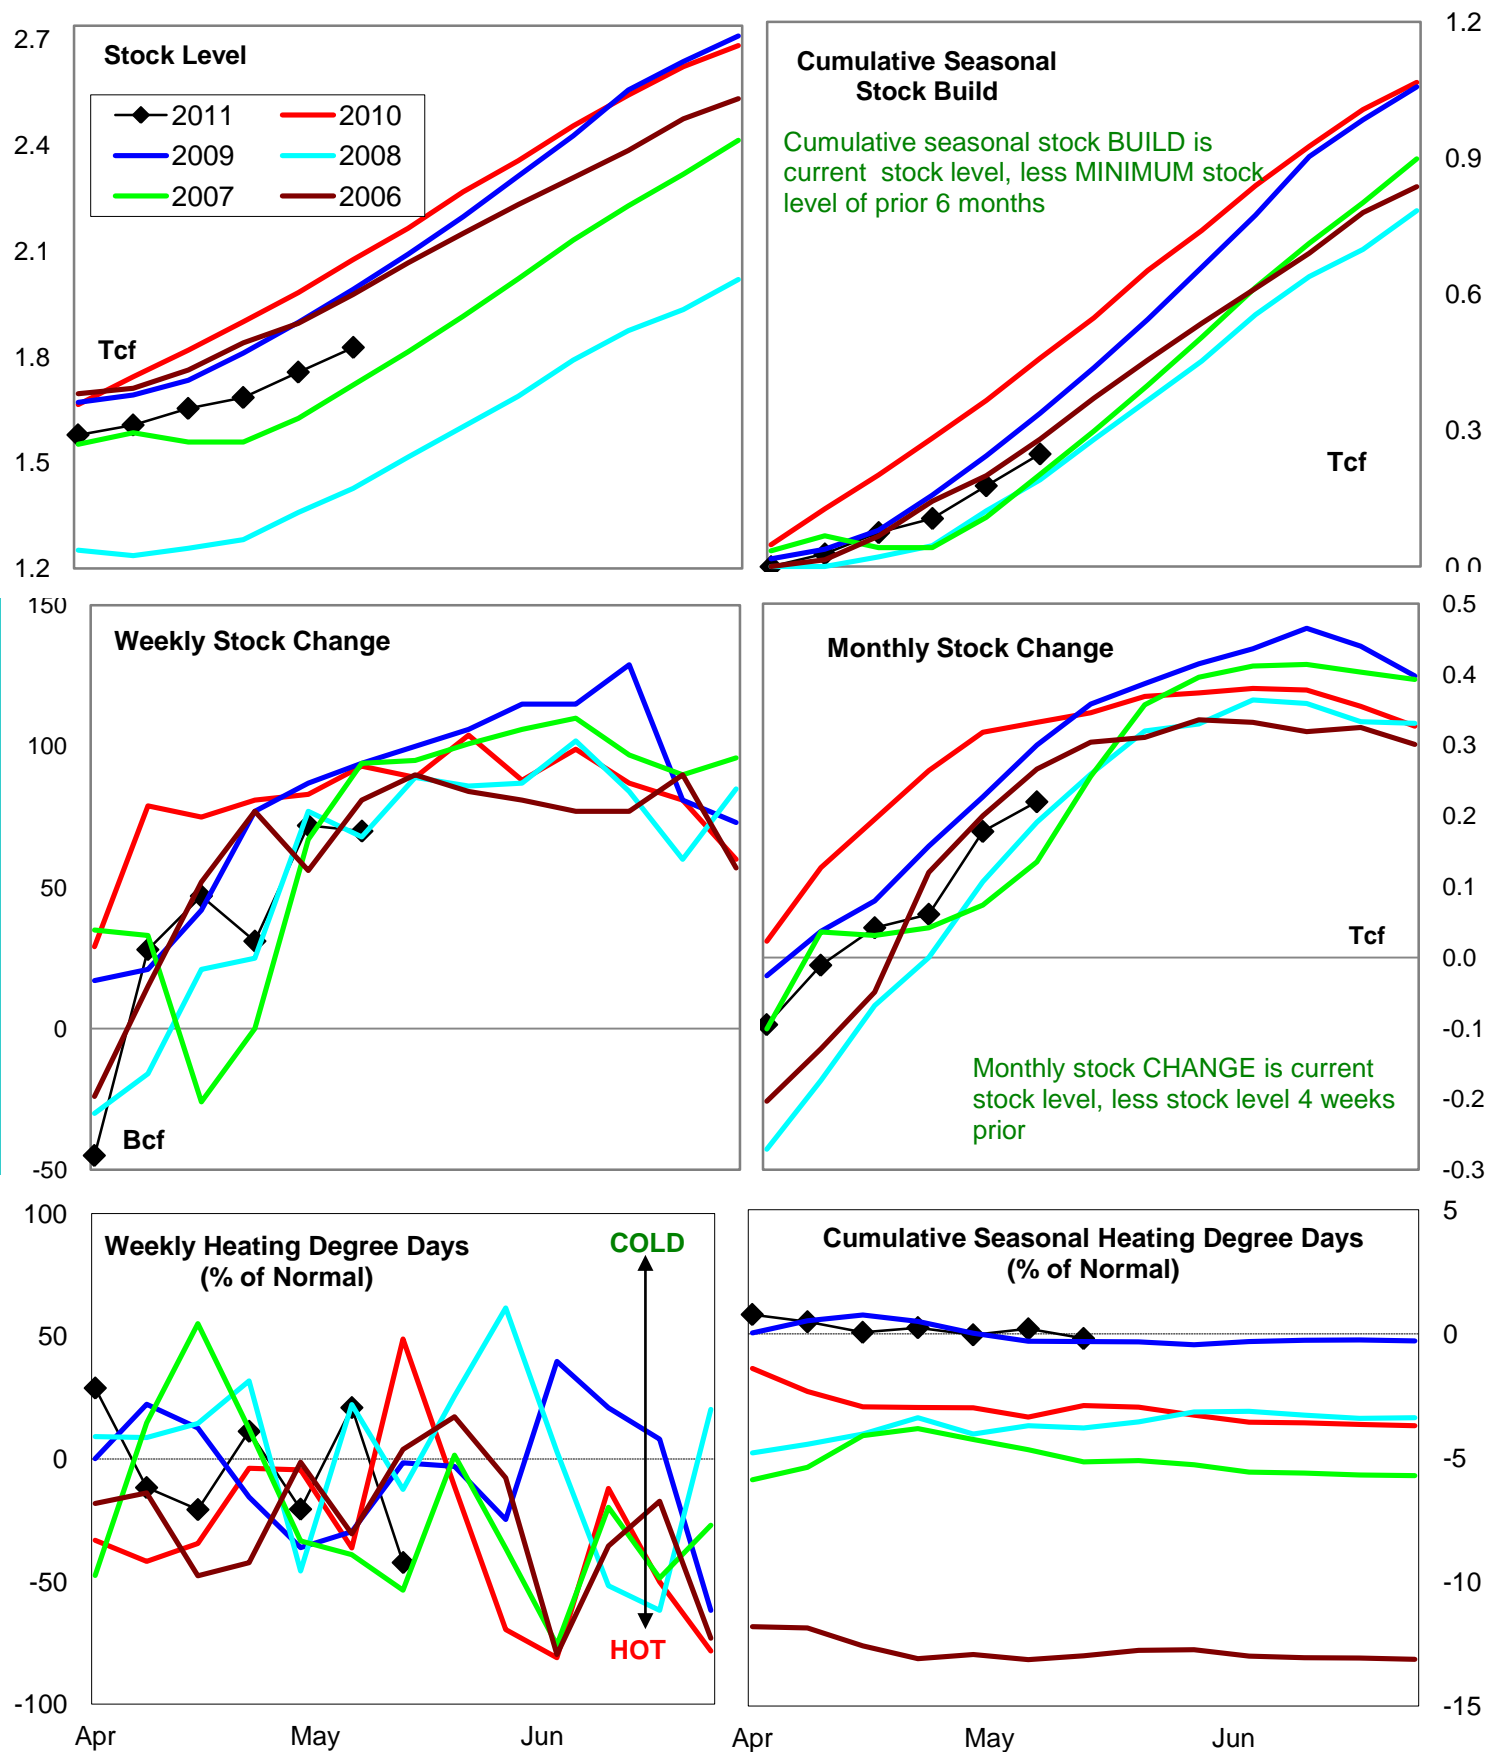 Stock Level
2011
2010
2009
2008
2007
2006
Tcf
2.7
2.4
2.1
1.8
1.5
1.2
Cumulative Seasonal
Stock Build
Cumulative seasonal stock BUILD is
current stock level, less MINIMUM stock
level of prior 6 months
Tcf
1.2
0.9
0.6
0.3
0.0
Weekly Stock Change
Bcf
150
100
50
0
-50
Monthly Stock Change
Tcf
Monthly stock CHANGE is current
stock level, less stock level 4 weeks
prior
0.5
0.4
0.3
0.2
0.1
0.0
-0.1
-0.2
-0.3
Weekly Heating Degree Days
(% of Normal)
COLD
HOT
100
50
0
-50
-100
Apr
May
Jun
Cumulative Seasonal Heating Degree Days
(% of Normal)
5
0
-5
-10
-15
Apr
May
Jun